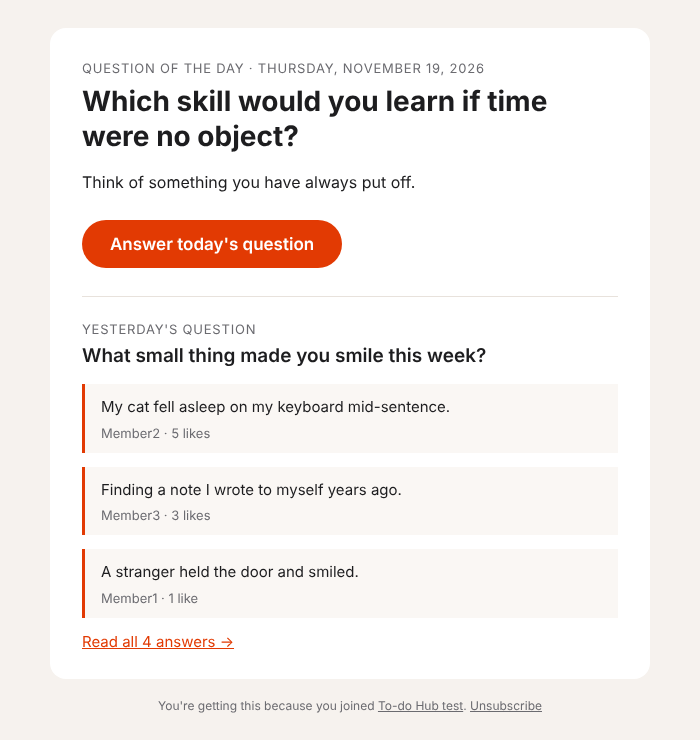 QUESTION OF THE DAY · THURSDAY, NOVEMBER 19, 2026
Which skill would you learn if time
were no object?
Think of something you have always put off.
Answer today's question
YESTERDAY'S QUESTION
What small thing made you smile this week?
My cat fell asleep on my keyboard mid-sentence.
Member2 · 5 likes
Finding a note I wrote to myself years ago.
Member3 · 3 likes
A stranger held the door and smiled.
Member1 · 1 like
Read all 4 answers →
You're getting this because you joined To-do Hub test. Unsubscribe